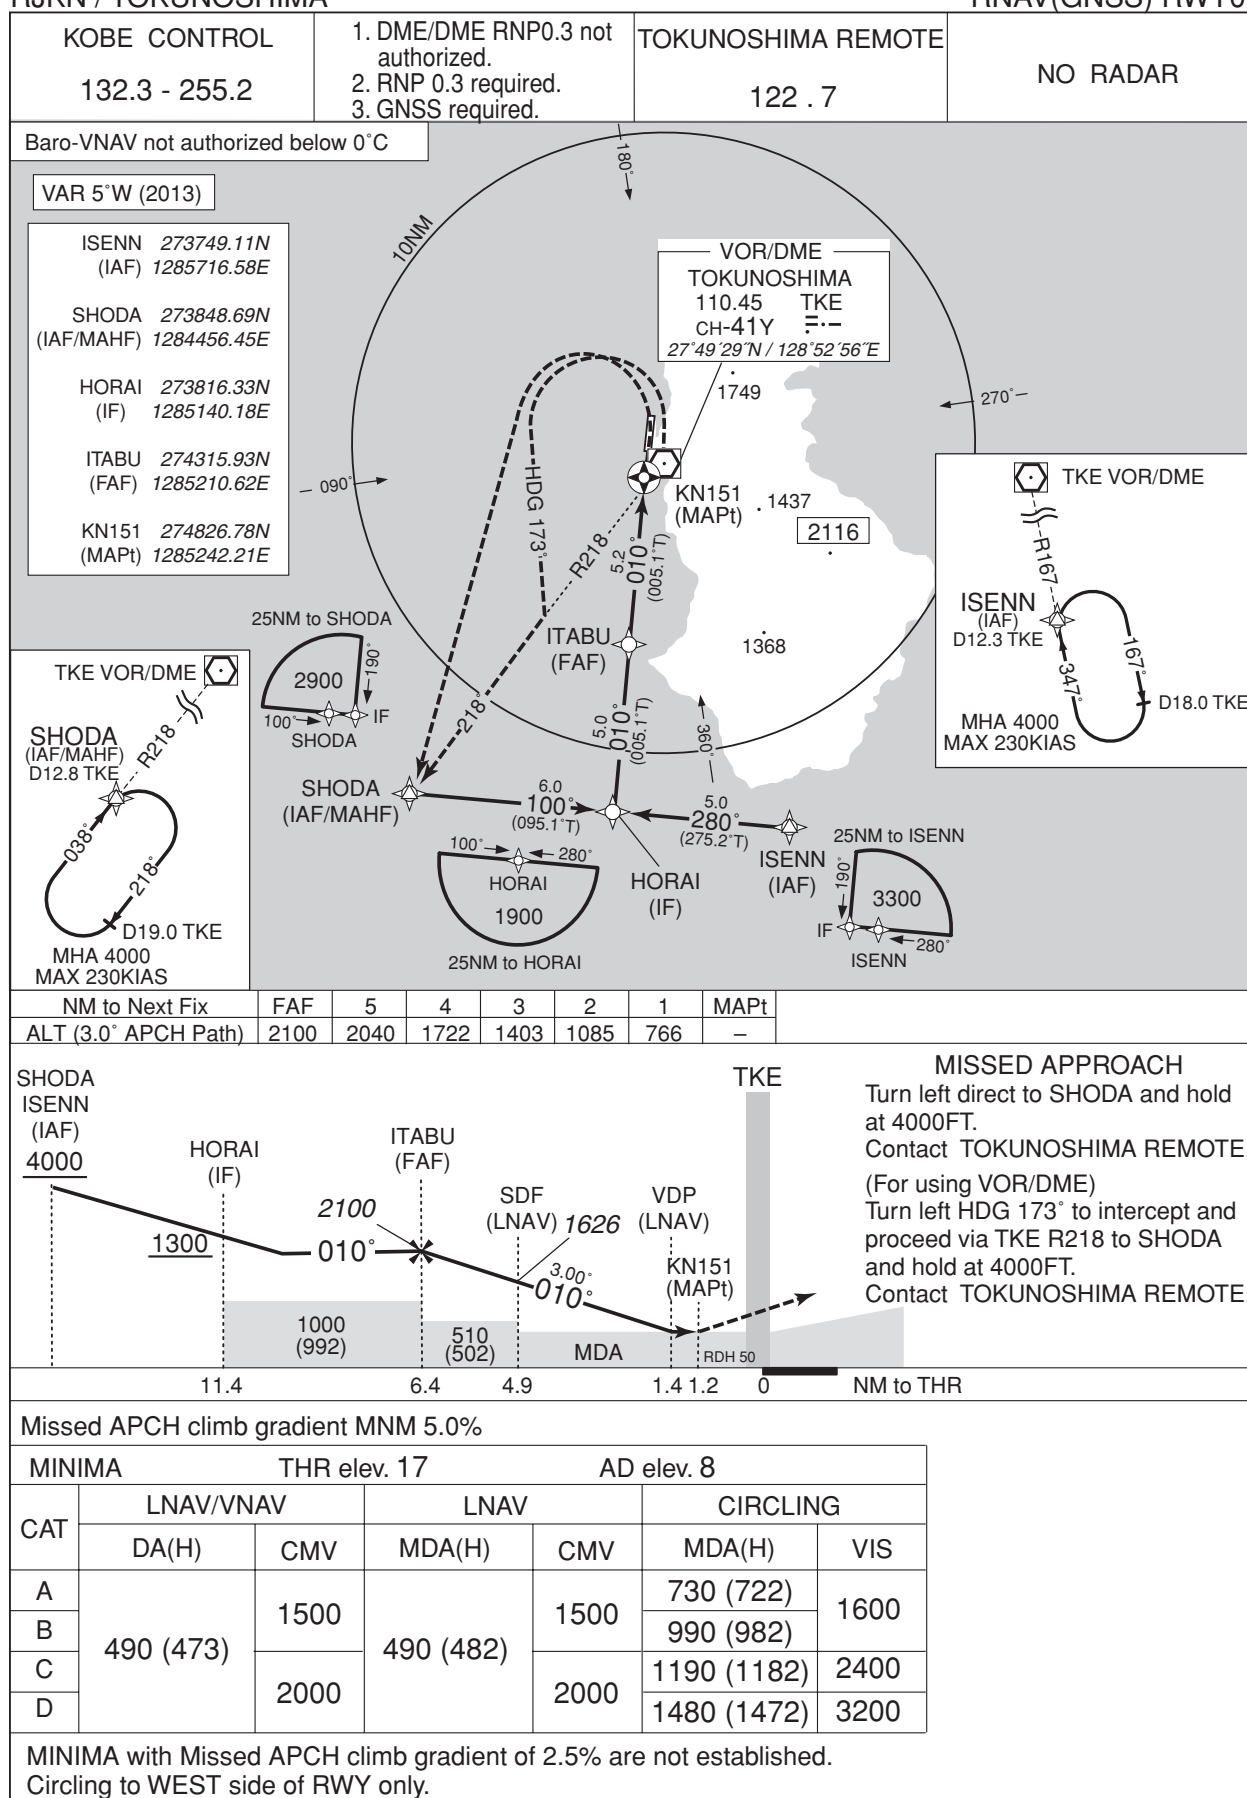 RJKN / TOKUNOSHIMA
RNAV(GNSS) RWY0
KOBE CONTROL
132.3 - 255.2
1. DME/DME RNP0.3 not
authorized.
2. RNP 0.3 required.
3. GNSS required.
TOKUNOSHIMA REMOTE
122 . 7
NO RADAR
Baro-VNAV not authorized below 0˚C
VAR 5˚W (2013)
ISENN 273749.11N
(IAF) 1285716.58E
SHODA 273848.69N
(IAF/MAHF) 1284456.45E
HORAI 273816.33N
(IF) 1285140.18E
ITABU 274315.93N
(FAF) 1285210.62E
KN151 274826.78N
(MAPt) 1285242.21E
10NM
180˚
VOR/DME
TOKUNOSHIMA
110.45 TKE
CH-41Y
27˚49´29˝N / 128˚52´56˝E
1749
270˚
090˚
HDG 173˚
R218
KN151
(MAPt)
1437
2116
5.2
010˚
(005.1˚T)
ITABU
(FAF)
1368
5.0
010˚
(005.1˚T)
360˚
218˚
TKE VOR/DME
R167
ISENN
(IAF)
D12.3 TKE
167˚
347˚
D18.0 TKE
MHA 4000
MAX 230KIAS
25NM to SHODA
2900
190˚
100˚
IF
SHODA
TKE VOR/DME
R218
SHODA
(IAF/MAHF)
D12.8 TKE
038˚
218˚
D19.0 TKE
MHA 4000
MAX 230KIAS
SHODA
(IAF/MAHF)
6.0
100˚
(095.1˚T)
5.0
280˚
(275.2˚T)
HORAI
(IF)
ISENN
(IAF)
100˚
280˚
HORAI
1900
25NM to HORAI
25NM to ISENN
190˚
3300
IF
280˚
ISENN
NM to Next Fix FAF 5 4 3 2 1 MAPt
ALT (3.0˚ APCH Path) 2100 2040 1722 1403 1085 766 –
SHODA
ISENN
(IAF)
4000
HORAI
(IF)
1300
ITABU
(FAF)
2100
010˚
SDF
(LNAV)
1626
3.00˚
010˚
VDP
(LNAV)
KN151
(MAPt)
TKE
1000
(992)
510
(502)
MDA
RDH 50
11.4 6.4 4.9 1.4 1.2 0 NM to THR
MISSED APPROACH
Turn left direct to SHODA and hold
at 4000FT.
Contact TOKUNOSHIMA REMOTE.
(For using VOR/DME)
Turn left HDG 173˚ to intercept and
proceed via TKE R218 to SHODA
and hold at 4000FT.
Contact TOKUNOSHIMA REMOTE.
Missed APCH climb gradient MNM 5.0%
MINIMA THR elev. 17 AD elev. 8
CAT LNAV/VNAV LNAV CIRCLING
DA(H) CMV MDA(H) CMV MDA(H) VIS
A 490 (473) 1500 490 (482) 1500 730 (722) 1600
B 990 (982)
C 2000 2000 1190 (1182) 2400
D 1480 (1472) 3200
MINIMA with Missed APCH climb gradient of 2.5% are not established.
Circling to WEST side of RWY only.